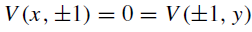 V(x, ±1) = 0 = V(±1, y)